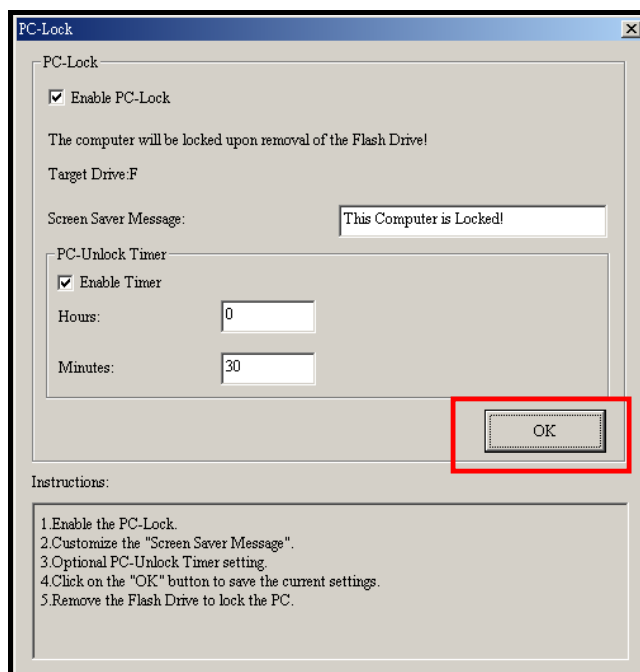 PC-Lock
PC-Lock
Enable PC-Lock
The computer will be locked upon removal of the Flash Drive!
Target Drive:F
Screen Saver Message: This Computer is Locked!
PC-Unlock Timer
Enable Timer
Hours: 0
Minutes: 30
OK
Instructions:
1.Enable the PC-Lock.
2.Customize the "Screen Saver Message".
3.Optional PC-Unlock Timer setting.
4.Click on the "OK" button to save the current settings.
5.Remove the Flash Drive to lock the PC.